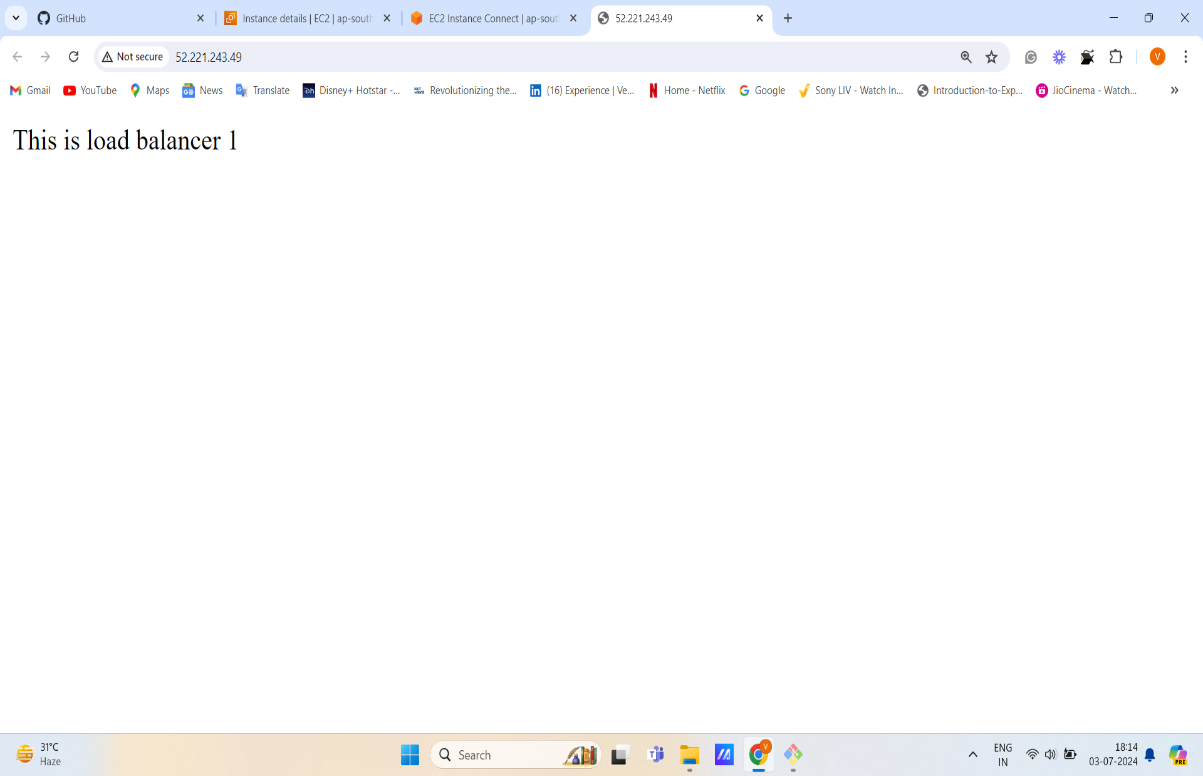 GitHub
Instance details | EC2 | ap-south
EC2 Instance Connect | ap-sout
52.221.243.49
Not secure 52.221.243.49
V
Gmail YouTube Maps News Translate Disney+ Hotstar -... Revolutionizing the... (16) Experience | Ve... Home - Netflix Google Sony LIV - Watch In... Introduction-to-Exp... JioCinema - Watch...
This is load balancer 1
31°C
Haze
Search
ENG
IN
18:14
03-07-2024